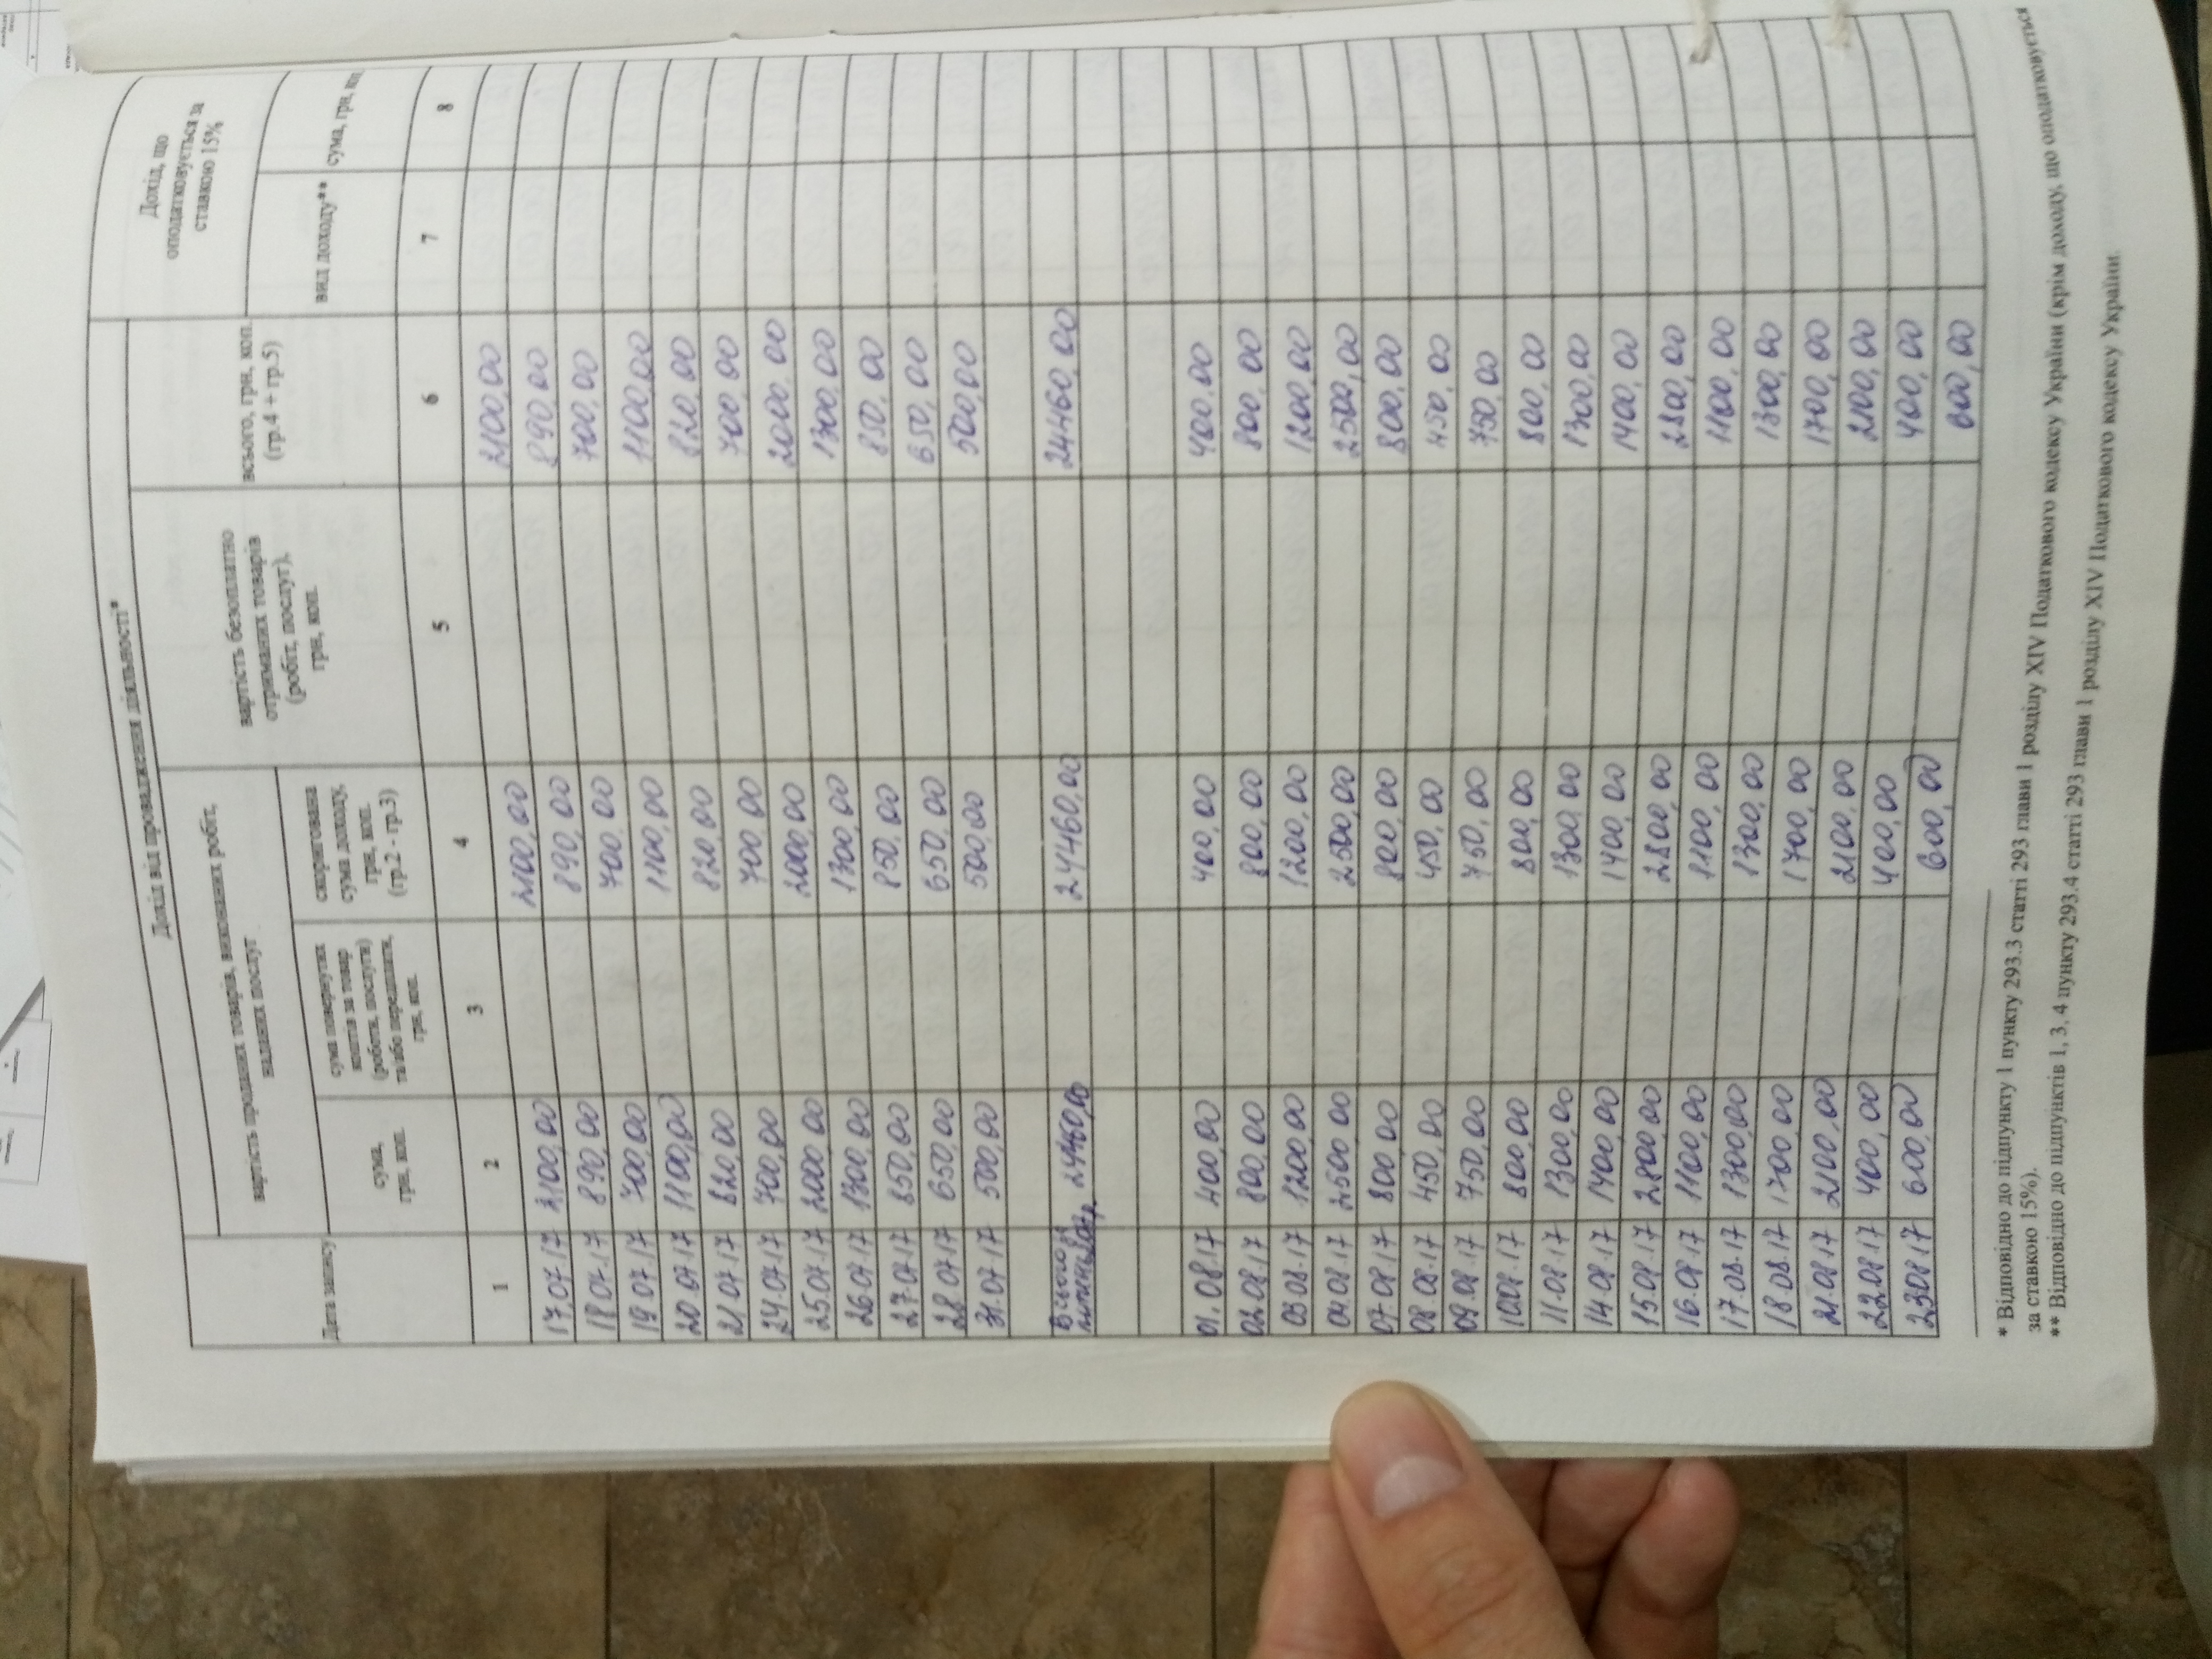 Дохід від провадження діяльності*
Дохід, що
оподатковується за
ставкою 15%
Дата запису
вартість проданих товарів, виконаних робіт,
наданих послуг
вартість безоплатно
отриманих товарів
(робіт, послуг),
грн, коп.
всього, грн, коп.
(гр.4 + гр.5)
сума,
грн, коп.
сума повернутих
коштів за товар
(роботи, послуги)
та/або передплати,
грн, коп.
скоригована
сума доходу,
грн, коп.
(гр.2 - гр.3)
вид доходу**
сума, грн, коп.
1 2 3 4 5 6 7 8
17.07.17 2100,00 2100,00 2100,00
18.07.17 890,00 890,00 890,00
19.07.17 700,00 700,00 700,00
20.07.17 1100,00 1100,00 1100,00
21.07.17 820,00 820,00 820,00
24.07.17 700,00 700,00 700,00
25.07.17 2000,00 2000,00 2000,00
26.07.17 1300,00 1300,00 1300,00
27.07.17 850,00 850,00 850,00
28.07.17 650,00 650,00 650,00
31.07.17 500,00 500,00 500,00
Всього за
24460,00 24460,00 24460,00
01.08.17 400,00 400,00 400,00
02.08.17 800,00 800,00 800,00
03.08.17 1200,00 1200,00 1200,00
04.08.17 2500,00 2500,00 2500,00
07.08.17 800,00 800,00 800,00
08.08.17 450,00 450,00 450,00
09.08.17 750,00 750,00 750,00
10.08.17 800,00 800,00 800,00
11.08.17 1300,00 1300,00 1300,00
14.08.17 1400,00 1400,00 1400,00
15.08.17 2800,00 2800,00 2800,00
16.08.17 1100,00 1100,00 1100,00
17.08.17 1300,00 1300,00 1300,00
18.08.17 1700,00 1700,00 1700,00
21.08.17 2100,00 2100,00 2100,00
22.08.17 400,00 400,00 400,00
23.08.17 600,00 600,00 600,00
* Відповідно до підпункту 1 пункту 293.3 статті 293 глави 1 розділу XIV Податкового кодексу України (крім доходу, що оподатковується
за ставкою 15%).
** Відповідно до підпунктів 1, 3, 4 пункту 293.4 статті 293 глави 1 розділу XIV Податкового кодексу України.